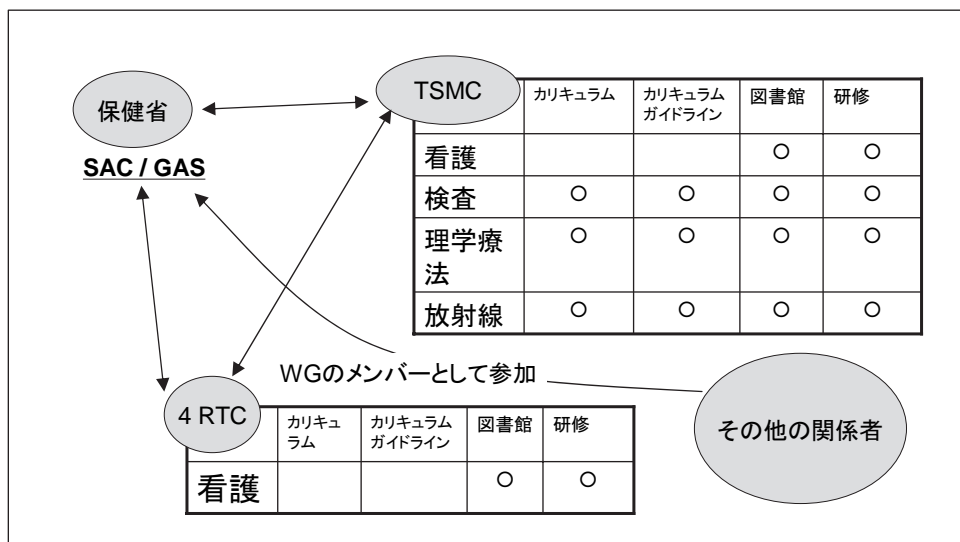 保健省
SAC / GAS
TSMC
カリキュラム
カリキュラム
ガイドライン
図書館
研修
看護
○ ○
検査
○ ○ ○ ○
理学療
法
○ ○ ○ ○
放射線
○ ○ ○ ○
WGのメンバーとして参加
その他の関係者
4 RTC
カリキュ
ラム
カリキュラム
ガイドライン
図書館
研修
看護
○ ○